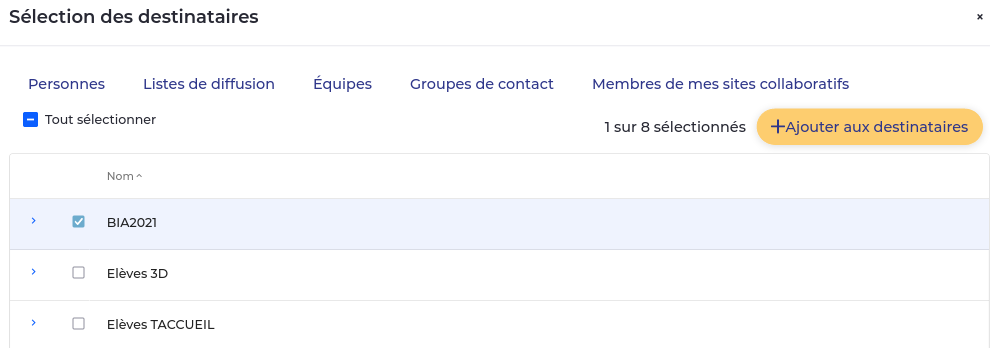 Sélection des destinataires ×
Personnes Listes de diffusion Équipes Groupes de contact Membres de mes sites collaboratifs
Tout sélectionner
1 sur 8 sélectionnés +Ajouter aux destinataires
Nom
BIA2021
Elèves 3D
Elèves TACCUEIL